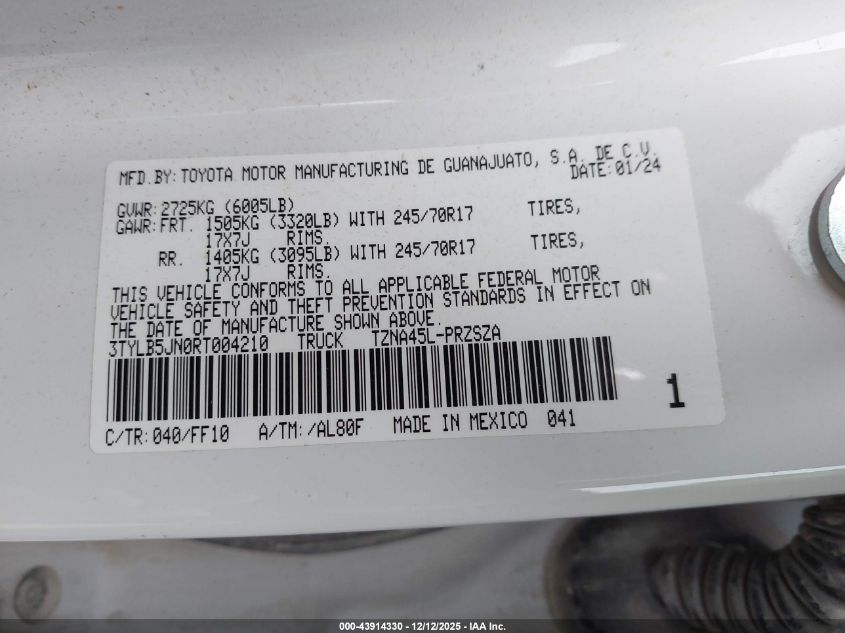 MFD.BY:TOYOTA MOTOR MANUFACTURING DE GUANAJUATO, S.A. DE C.V.
DATE:01/24
GVWR:2725KG (6005LB)
GAWR:FRT. 1505KG (3320LB) WITH 245/70R17 TIRES,
17X7J RIMS.
RR. 1405KG (3095LB) WITH 245/70R17 TIRES,
17X7J RIMS.
THIS VEHICLE CONFORMS TO ALL APPLICABLE FEDERAL MOTOR
VEHICLE SAFETY AND THEFT PREVENTION STANDARDS IN EFFECT ON
THE DATE OF MANUFACTURE SHOWN ABOVE.
3TYLB5JN0RT004210 TRUCK TZNA45L-PRZSZA
C/TR:040/FF10 A/TM:/AL80F MADE IN MEXICO 041
1
000-43914330 - 12/12/2025 - IAA Inc.